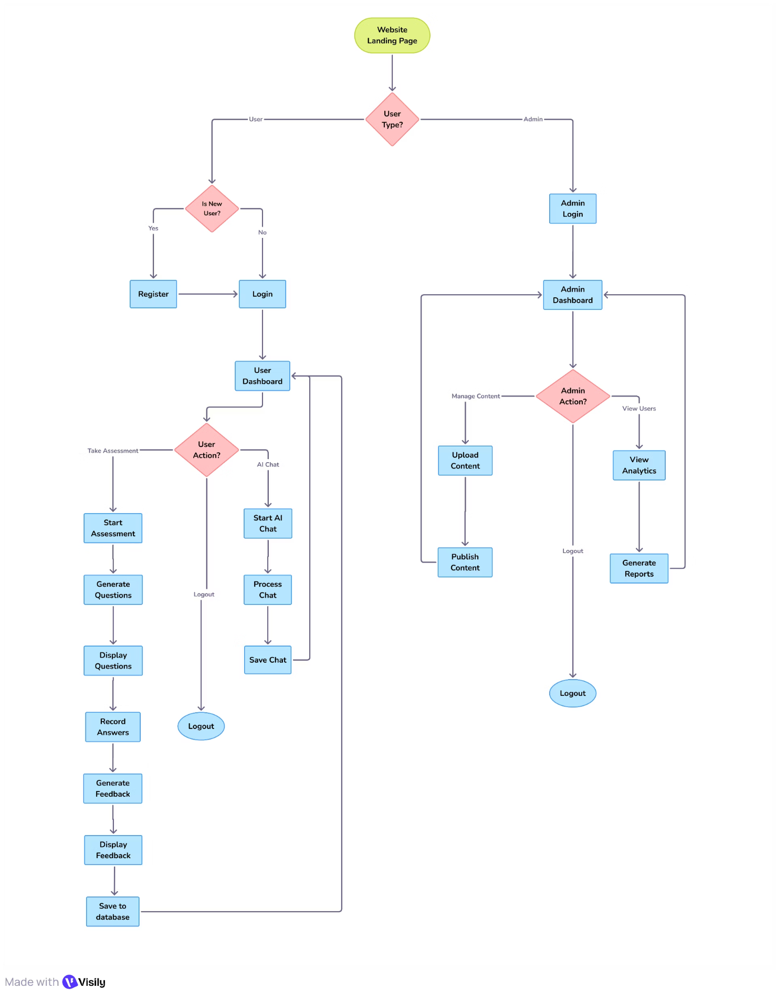 Website
Landing Page
User
Type?
User
Admin
Is New
User?
Admin
Login
Yes
No
Register
Login
Admin
Dashboard
User
Dashboard
Admin
Action?
Manage Content
View Users
User
Action?
Take Assessment
AI Chat
Upload
Content
View
Analytics
Start
Assessment
Start AI
Chat
Logout
Publish
Content
Generate
Reports
Generate
Questions
Logout
Process
Chat
Display
Questions
Save Chat
Logout
Record
Answers
Logout
Generate
Feedback
Display
Feedback
Save to
database
Made with Visily